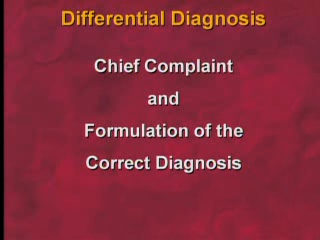 Differential Diagnosis
Chief Complaint
and
Formulation of the
Correct Diagnosis